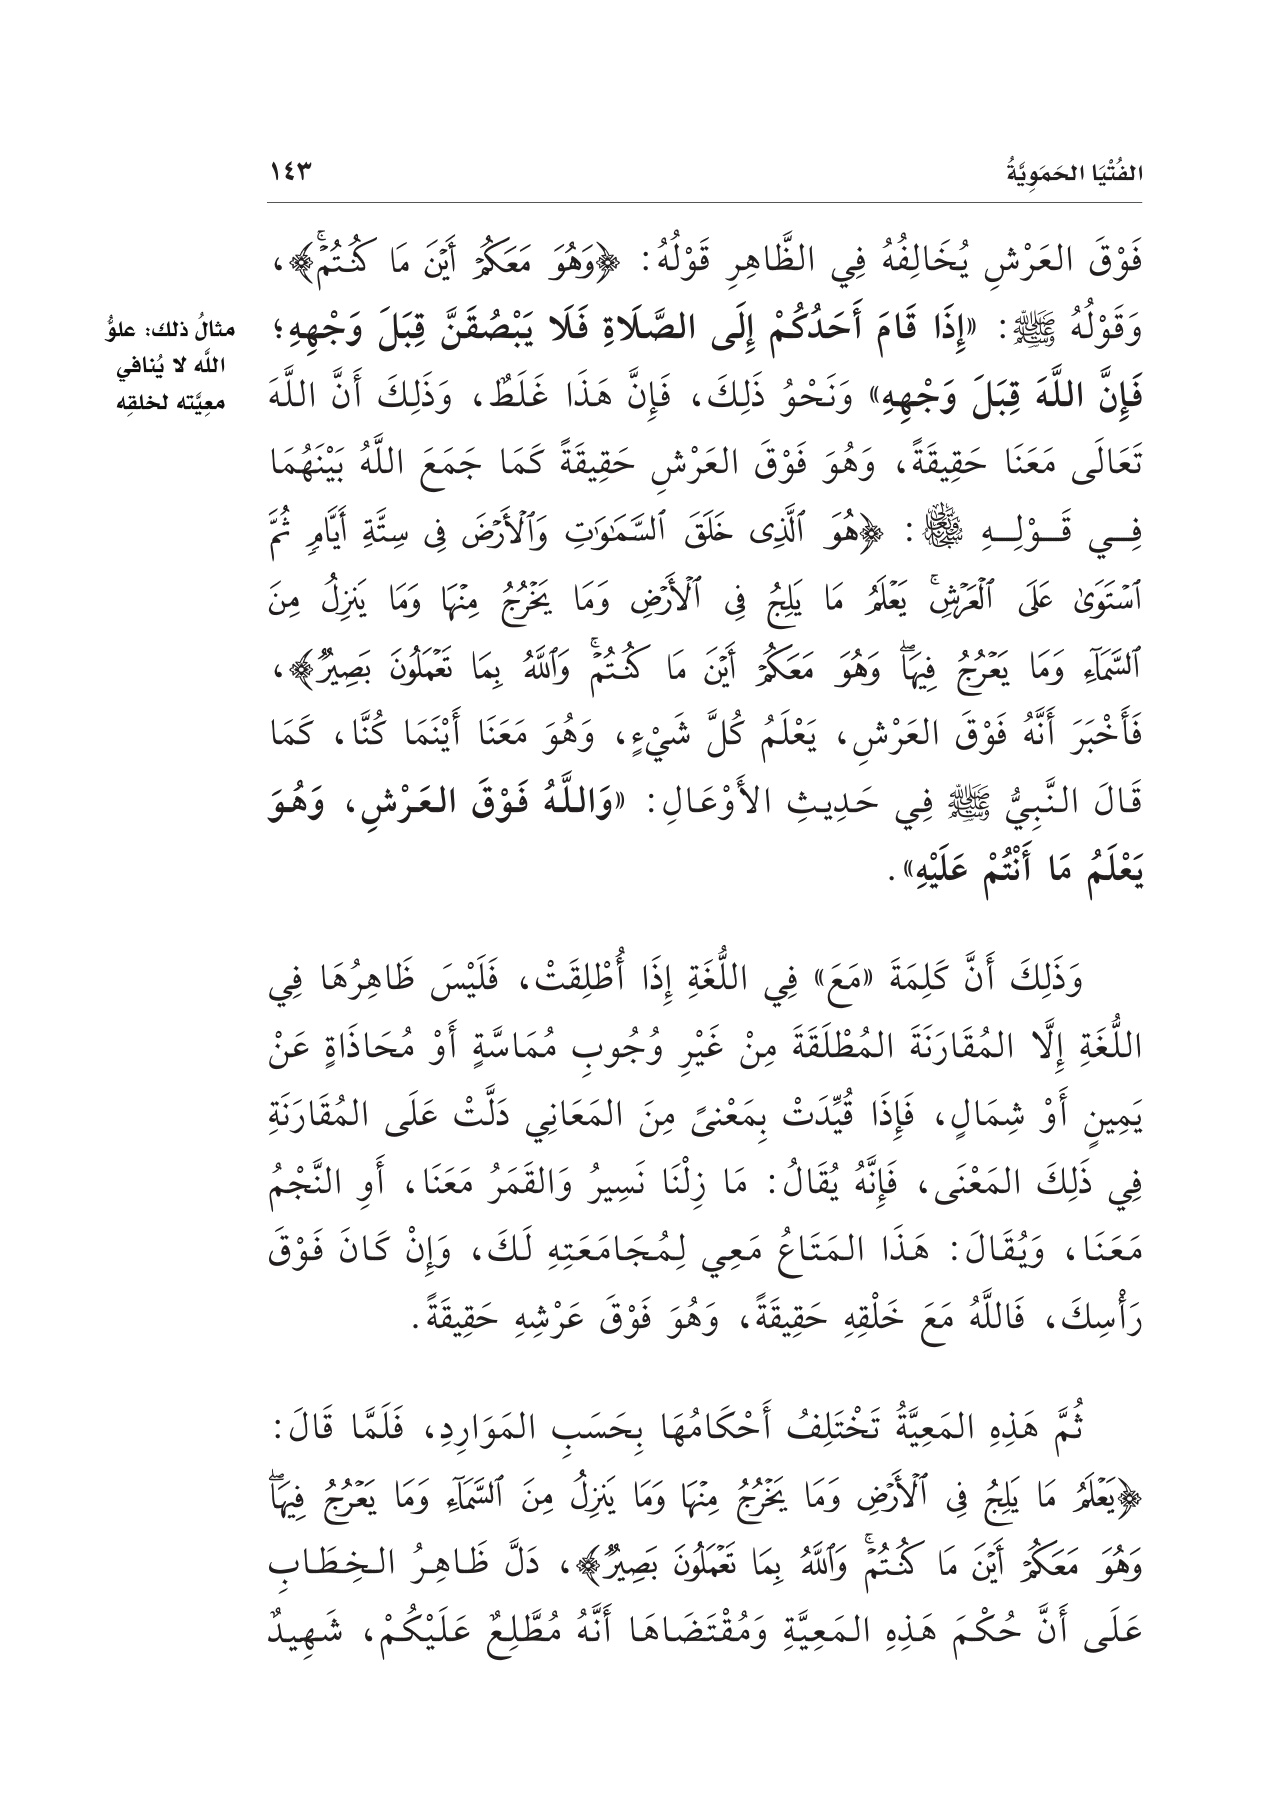 الفُتْيَا الحَمَوِيَّةُ
١٤٣
فَوْقَ العَرْشِ يُخَالِفُهُ فِي الظَّاهِرِ قَوْلُهُ: ﴿وَهُوَ مَعَكُمۡ أَيۡنَ مَا كُنتُمۡۚ﴾،
وَقَوْلُهُ ﷺ: «إِذَا قَامَ أَحَدُكُمْ إِلَى الصَّلَاةِ فَلَا يَبْصُقَنَّ قِبَلَ وَجْهِهِ؛
فَإِنَّ اللَّهَ قِبَلَ وَجْهِهِ» وَنَحْوُ ذَلِكَ، فَإِنَّ هَذَا غَلَطٌ، وَذَلِكَ أَنَّ اللَّهَ
تَعَالَى مَعَنَا حَقِيقَةً، وَهُوَ فَوْقَ العَرْشِ حَقِيقَةً كَمَا جَمَعَ اللَّهُ بَيْنَهُمَا
فِي قَوْلِهِ : ﴿هُوَ ٱلَّذِى خَلَقَ ٱلسَّمَٰوَٰتِ وَٱلۡأَرۡضَ فِى سِتَّةِ أَيَّامٖ ثُمَّ
ٱسۡتَوَىٰ عَلَى ٱلۡعَرۡشِۚ يَعۡلَمُ مَا يَلِجُ فِى ٱلۡأَرۡضِ وَمَا يَخۡرُجُ مِنۡهَا وَمَا يَنزِلُ مِنَ
ٱلسَّمَآءِ وَمَا يَعۡرُجُ فِيهَاۖ وَهُوَ مَعَكُمۡ أَيۡنَ مَا كُنتُمۡۚ وَٱللَّهُ بِمَا تَعۡمَلُونَ بَصِيرٞ﴾،
فَأَخْبَرَ أَنَّهُ فَوْقَ العَرْشِ، يَعْلَمُ كُلَّ شَيْءٍ، وَهُوَ مَعَنَا أَيْنَمَا كُنَّا، كَمَا
قَالَ النَّبِيُّ ﷺ فِي حَدِيثِ الأَوْعَالِ: «وَاللَّهُ فَوْقَ العَرْشِ، وَهُوَ
يَعْلَمُ مَا أَنْتُمْ عَلَيْهِ».
مثالُ ذلك: علوُّ
اللَّه لا يُنافي
معِيَّته لخلقِه
وَذَلِكَ أَنَّ كَلِمَةَ «مَعَ» فِي اللُّغَةِ إِذَا أُطْلِقَتْ، فَلَيْسَ ظَاهِرُهَا فِي
اللُّغَةِ إِلَّا المُقَارَنَةَ المُطْلَقَةَ مِنْ غَيْرِ وُجُوبِ مُمَاسَّةٍ أَوْ مُحَاذَاةٍ عَنْ
يَمِينٍ أَوْ شِمَالٍ، فَإِذَا قُيِّدَتْ بِمَعْنىً مِنَ المَعَانِي دَلَّتْ عَلَى المُقَارَنَةِ
فِي ذَلِكَ المَعْنَى، فَإِنَّهُ يُقَالُ: مَا زِلْنَا نَسِيرُ وَالقَمَرُ مَعَنَا، أَوِ النَّجْمُ
مَعَنَا، وَيُقَالَ: هَذَا المَتَاعُ مَعِي لِمُجَامَعَتِهِ لَكَ، وَإِنْ كَانَ فَوْقَ
رَأْسِكَ، فَاللَّهُ مَعَ خَلْقِهِ حَقِيقَةً، وَهُوَ فَوْقَ عَرْشِهِ حَقِيقَةً.
ثُمَّ هَذِهِ المَعِيَّةُ تَخْتَلِفُ أَحْكَامُهَا بِحَسَبِ المَوَارِدِ، فَلَمَّا قَالَ:
﴿يَعۡلَمُ مَا يَلِجُ فِى ٱلۡأَرۡضِ وَمَا يَخۡرُجُ مِنۡهَا وَمَا يَنزِلُ مِنَ ٱلسَّمَآءِ وَمَا يَعۡرُجُ فِيهَاۖ
وَهُوَ مَعَكُمۡ أَيۡنَ مَا كُنتُمۡۚ وَٱللَّهُ بِمَا تَعۡمَلُونَ بَصِيرٞ﴾، دَلَّ ظَاهِرُ الخِطَابِ
عَلَى أَنَّ حُكْمَ هَذِهِ المَعِيَّةِ وَمُقْتَضَاهَا أَنَّهُ مُطَّلِعٌ عَلَيْكُمْ، شَهِيدٌ